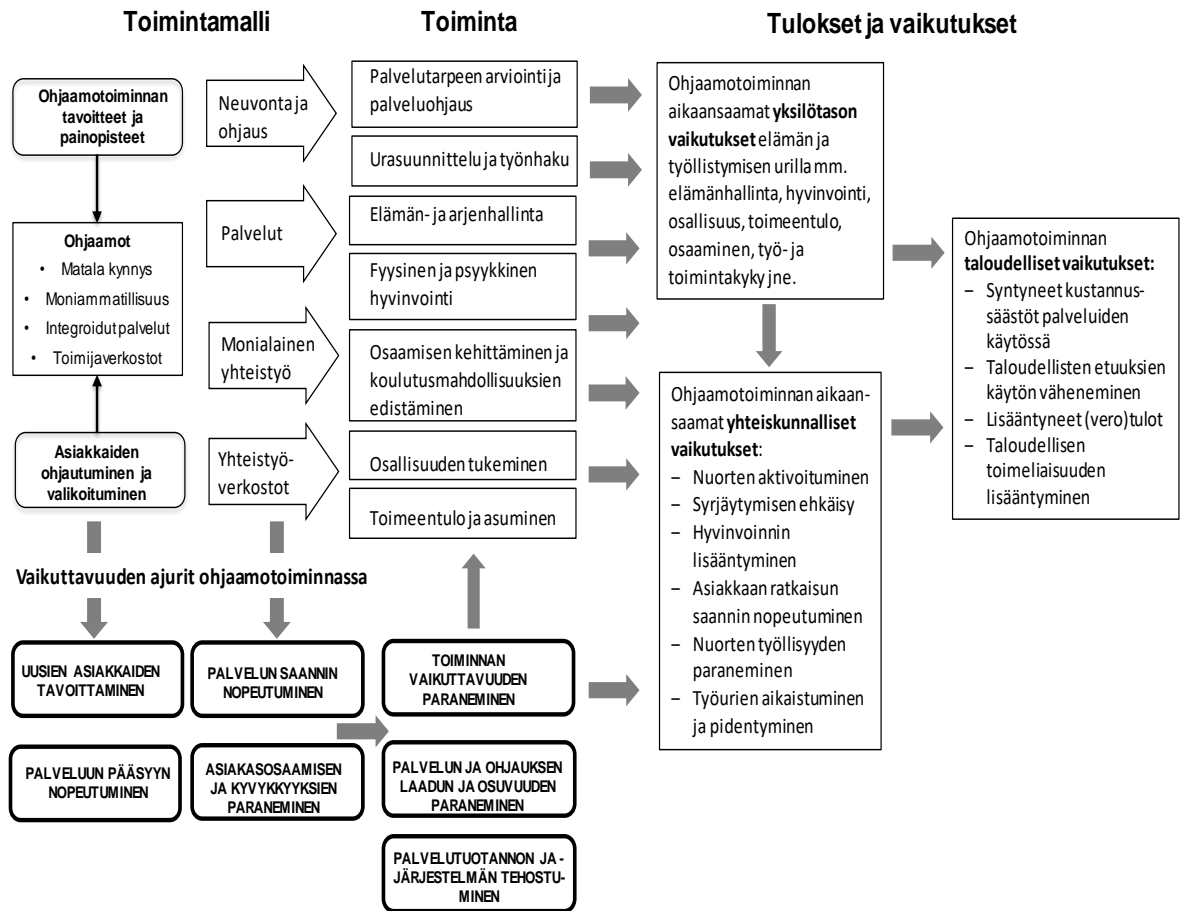 Toimintamalli
Toiminta
Tulokset ja vaikutukset
Ohjaamotoiminnan
tavoitteet ja
painopisteet
Ohjaamot
• Matala kynnys
• Moniammatillisuus
• Integroidut palvelut
• Toimijaverkostot
Asiakkaiden
ohjautuminen ja
valikoituminen
Neuvonta ja
ohjaus
Palvelut
Monialainen
yhteistyö
Yhteistyö-
verkostot
Palvelutarpeen arviointi ja
palveluohjaus
Urasuunnittelu ja työnhaku
Elämän- ja arjenhallinta
Fyysinen ja psyykkinen
hyvinvointi
Osaamisen kehittäminen ja
koulutusmahdollisuuksien
edistäminen
Osallisuuden tukeminen
Toimeentulo ja asuminen
Ohjaamotoiminnan
aikaansaamat yksilötason
vaikutukset elämän ja
työllistymisen urilla mm.
elämänhallinta, hyvinvointi,
osallisuus, toimeentulo,
osaaminen, työ- ja
toimintakyky jne.
Ohjaamotoiminnan aikaan-
saamat yhteiskunnalliset
vaikutukset:
– Nuorten aktivoituminen
– Syrjäytymisen ehkäisy
– Hyvinvoinnin
lisääntyminen
– Asiakkaan ratkaisun
saannin nopeutuminen
– Nuorten työllisyyden
paraneminen
– Työurien aikaistuminen
ja pidentyminen
Ohjaamotoiminnan
taloudelliset vaikutukset:
– Syntyneet kustannus-
säästöt palveluiden
käytössä
– Taloudellisten etuuksien
käytön väheneminen
– Lisääntyneet (vero)tulot
– Taloudellisen
toimeliaisuuden
lisääntyminen
Vaikuttavuuden ajurit ohjaamotoiminnassa
UUSIEN ASIAKKAIDEN
TAVOITTAMINEN
PALVELUN SAANNIN
NOPEUTUMINEN
TOIMINNAN
VAIKUTTAVUUDEN
PARANEMINEN
PALVELUUN PÄÄSYYN
NOPEUTUMINEN
ASIAKASOSAAMISEN
JA KYVYKKYYKSIEN
PARANEMINEN
PALVELUN JA OHJAUKSEN
LAADUN JA OSUVUUDEN
PARANEMINEN
PALVELUTUOTANNON JA -
JÄRJESTELMÄN TEHOSTU-
MINEN